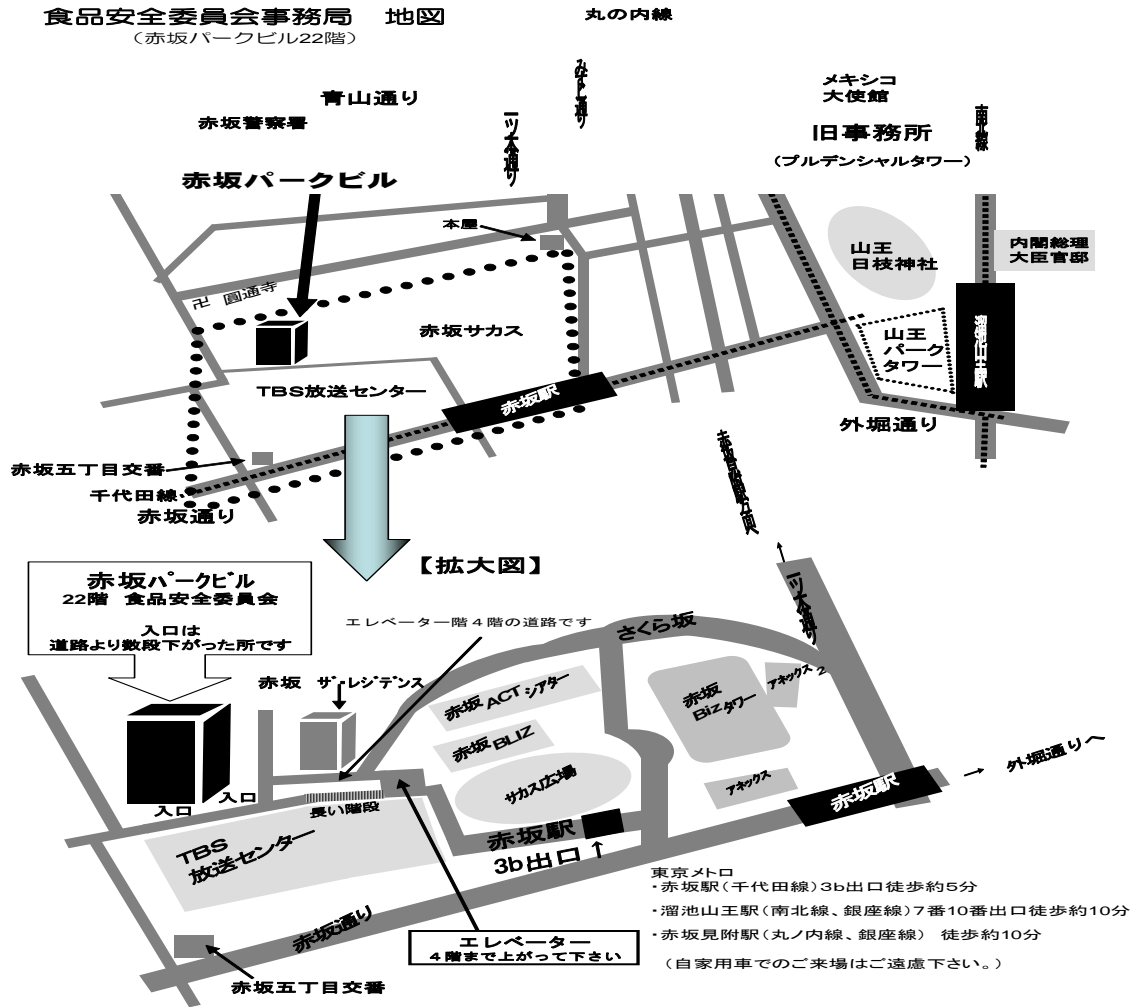 食品安全委員会事務局　地図
（赤坂パークビル22階）
丸の内線
みすじ通り
青山通り
赤坂警察署
一ツ木通り
メキシコ
大使館
旧事務所
（プルデンシャルタワー）
南北線
赤坂パークビル
本屋
山王
日枝神社
内閣総理
大臣官邸
卍　圓通寺
赤坂サカス
山王
パーク
タワー
溜池山王駅
TBS放送センター
赤坂駅
外堀通り
赤坂五丁目交番
千代田線
赤坂通り
赤坂見附駅方面へ
【拡大図】
赤坂パークビル
22階　食品安全委員会
入口は
道路より数段下がった所です
エレベーター階４階の道路です
さくら坂
一ツ木通り
赤坂　ザ・レジデンス
赤坂ACTシアター
赤坂BLIZ
サカス広場
赤坂
Bizタワー
アネックス2
アネックス
赤坂駅
外堀通りへ
入口
入口
長い階段
TBS
放送センター
赤坂駅
3b出口↑
赤坂通り
エレベーター
４階まで上がって下さい
赤坂五丁目交番
東京メトロ
・赤坂駅（千代田線）3b出口徒歩約5分
・溜池山王駅（南北線、銀座線）7番10番出口徒歩約10分
・赤坂見附駅（丸ノ内線、銀座線）　徒歩約10分
（自家用車でのご来場はご遠慮下さい。）